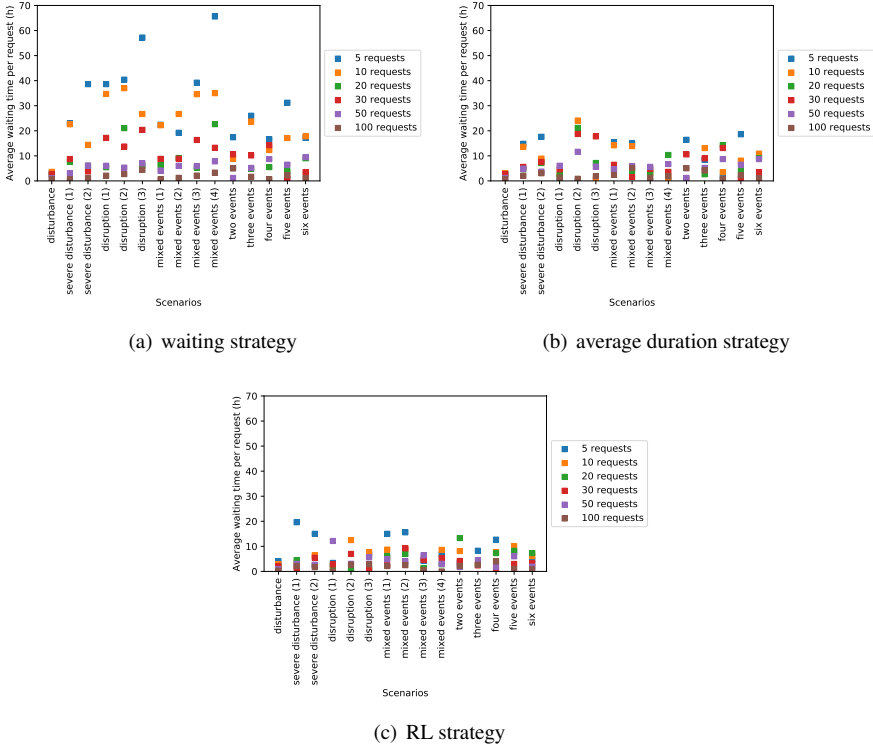 Average waiting time per request (h)
70
60
50
40
30
20
10
0
5 requests
10 requests
20 requests
30 requests
50 requests
100 requests
disturbance
severe disturbance (1)
severe disturbance (2)
disruption (1)
disruption (2)
disruption (3)
mixed events (1)
mixed events (2)
mixed events (3)
mixed events (4)
two events
three events
four events
five events
six events
Scenarios
(a) waiting strategy
Average waiting time per request (h)
70
60
50
40
30
20
10
0
5 requests
10 requests
20 requests
30 requests
50 requests
100 requests
disturbance
severe disturbance (1)
severe disturbance (2)
disruption (1)
disruption (2)
disruption (3)
mixed events (1)
mixed events (2)
mixed events (3)
mixed events (4)
two events
three events
four events
five events
six events
Scenarios
(b) average duration strategy
Average waiting time per request (h)
70
60
50
40
30
20
10
0
5 requests
10 requests
20 requests
30 requests
50 requests
100 requests
disturbance
severe disturbance (1)
severe disturbance (2)
disruption (1)
disruption (2)
disruption (3)
mixed events (1)
mixed events (2)
mixed events (3)
mixed events (4)
two events
three events
four events
five events
six events
Scenarios
(c) RL strategy